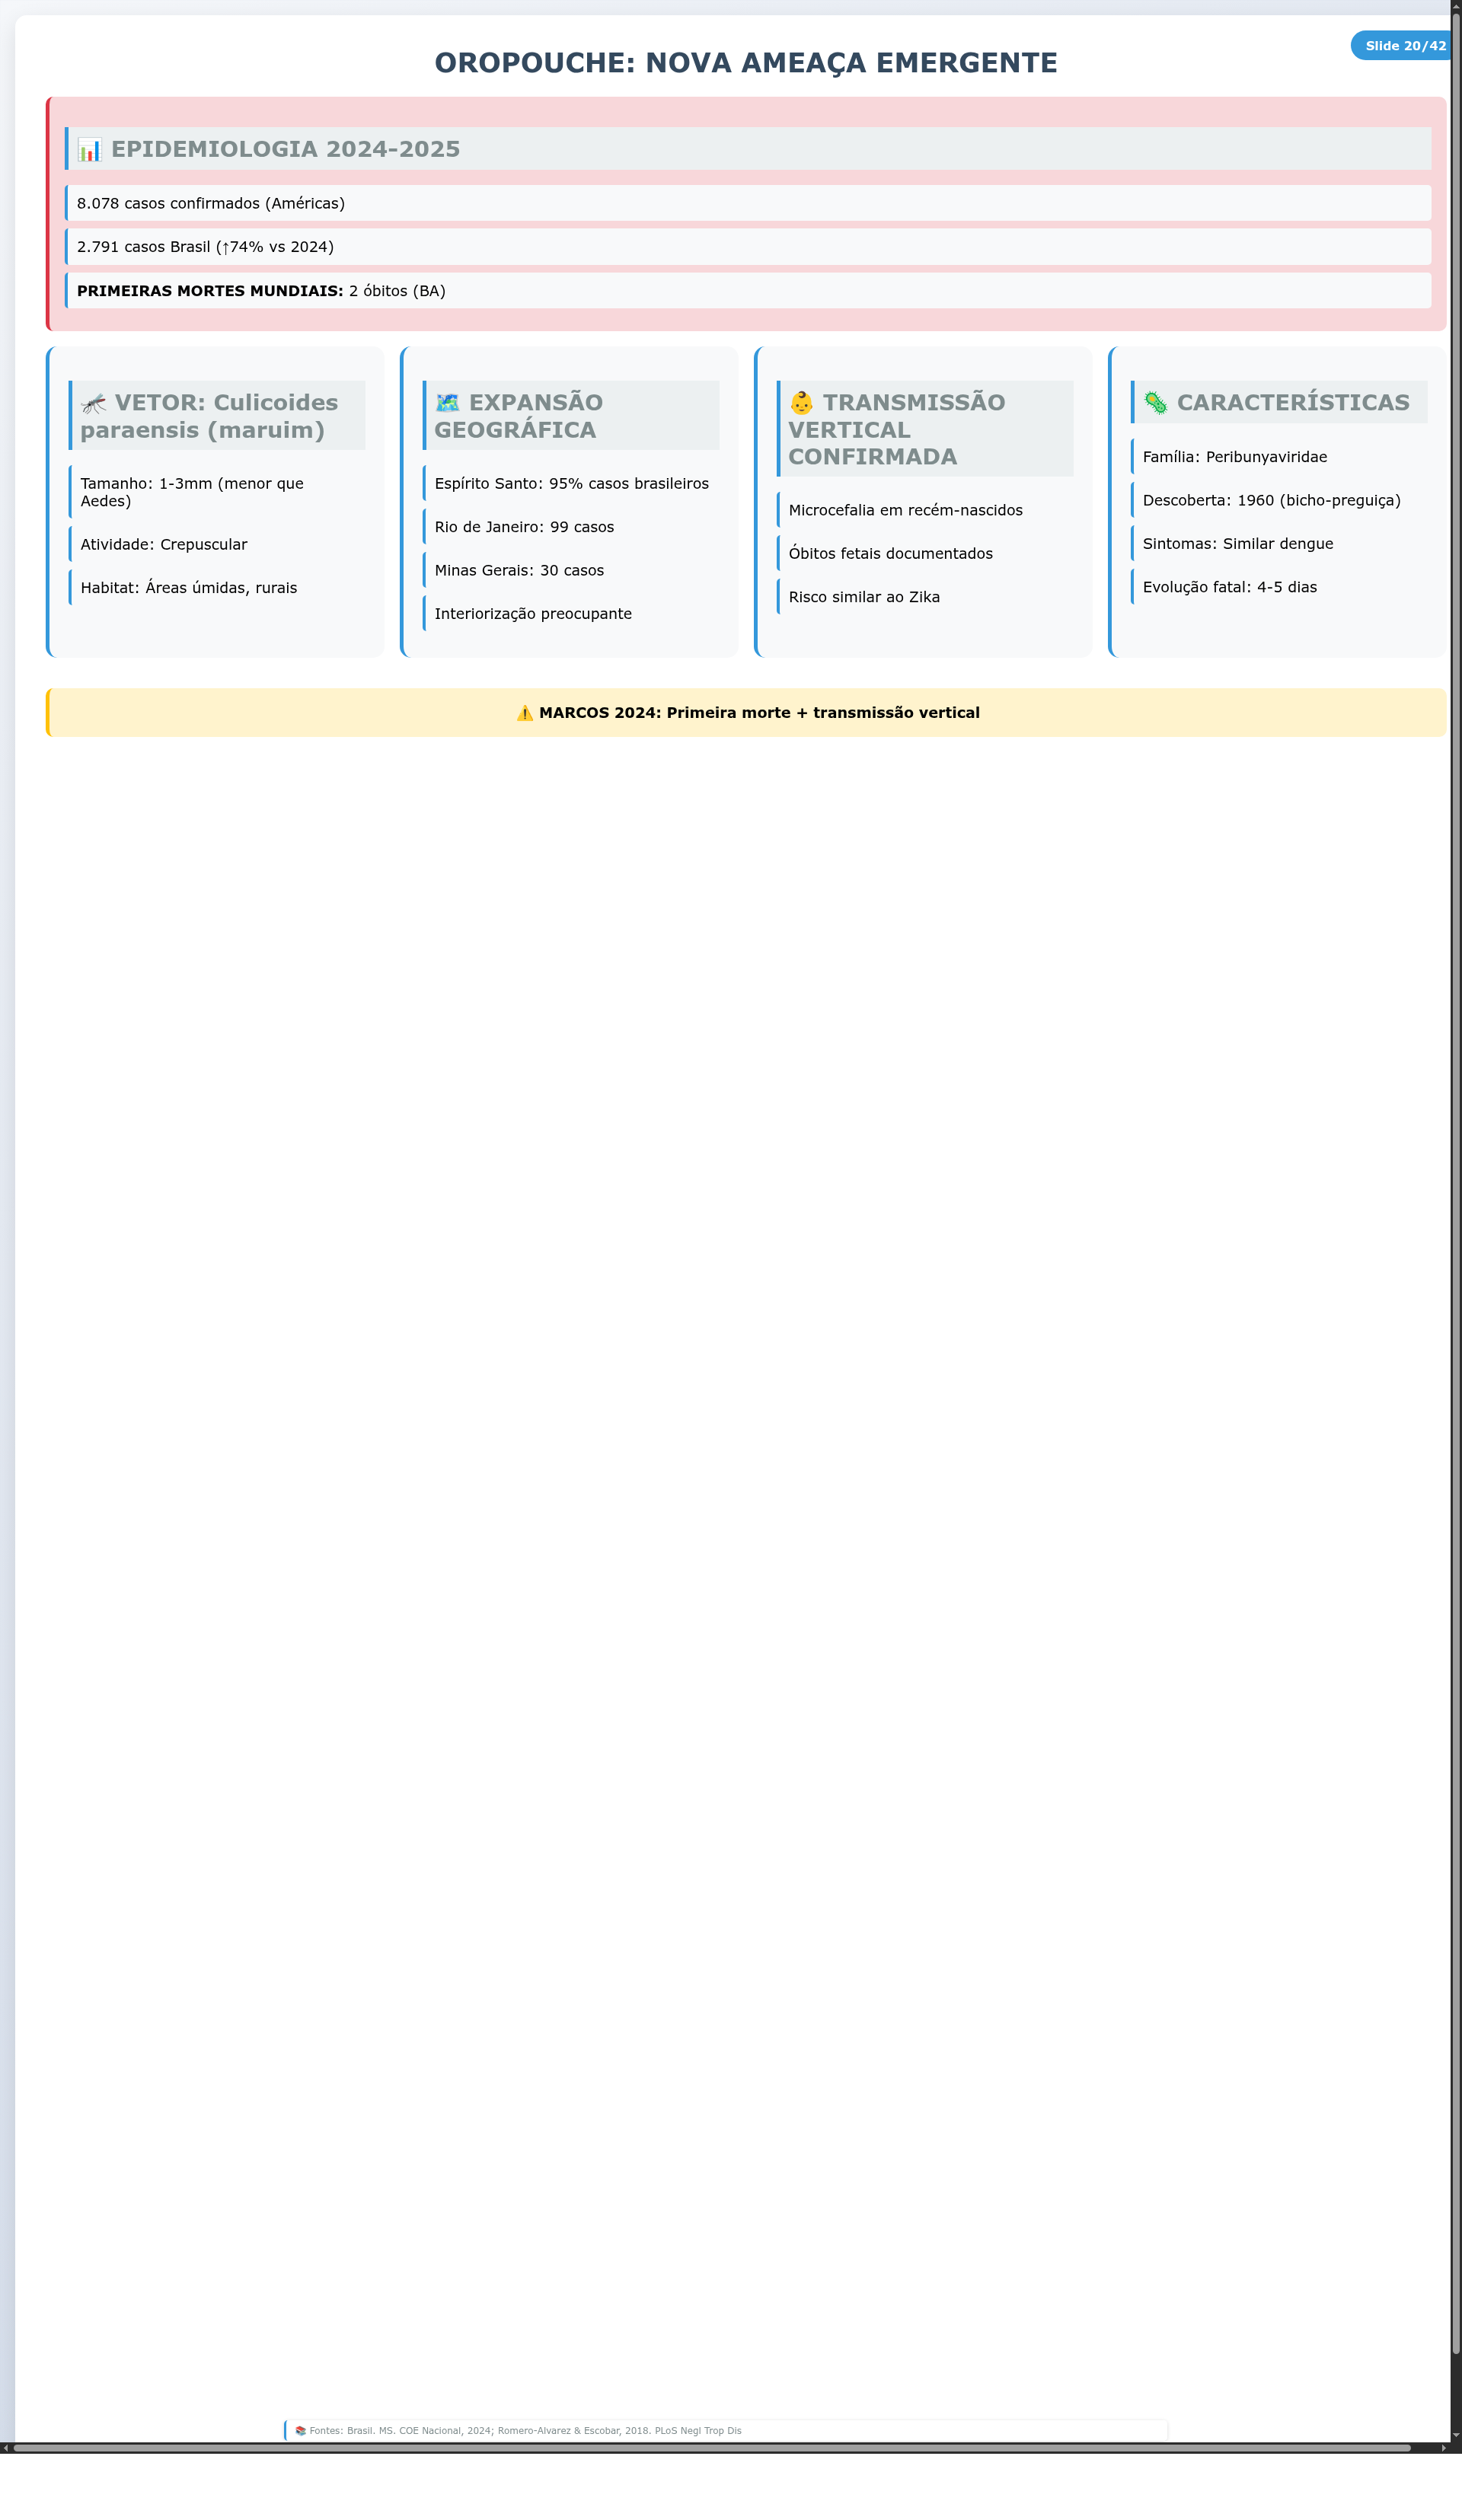 Slide 20/42
OROPOUCHE: NOVA AMEAÇA EMERGENTE
📊 EPIDEMIOLOGIA 2024-2025
8.078 casos confirmados (Américas)
2.791 casos Brasil (↑74% vs 2024)
PRIMEIRAS MORTES MUNDIAIS: 2 óbitos (BA)
🦟 VETOR: Culicoides
paraensis (maruim)
Tamanho: 1-3mm (menor que
Aedes)
Atividade: Crepuscular
Habitat: Áreas úmidas, rurais
🗺️ EXPANSÃO
GEOGRÁFICA
Espírito Santo: 95% casos brasileiros
Rio de Janeiro: 99 casos
Minas Gerais: 30 casos
Interiorização preocupante
👶 TRANSMISSÃO
VERTICAL
CONFIRMADA
Microcefalia em recém-nascidos
Óbitos fetais documentados
Risco similar ao Zika
🦠 CARACTERÍSTICAS
Família: Peribunyaviridae
Descoberta: 1960 (bicho-preguiça)
Sintomas: Similar dengue
Evolução fatal: 4-5 dias
⚠️ MARCOS 2024: Primeira morte + transmissão vertical
📚 Fontes: Brasil. MS. COE Nacional, 2024; Romero-Alvarez & Escobar, 2018. PLoS Negl Trop Dis